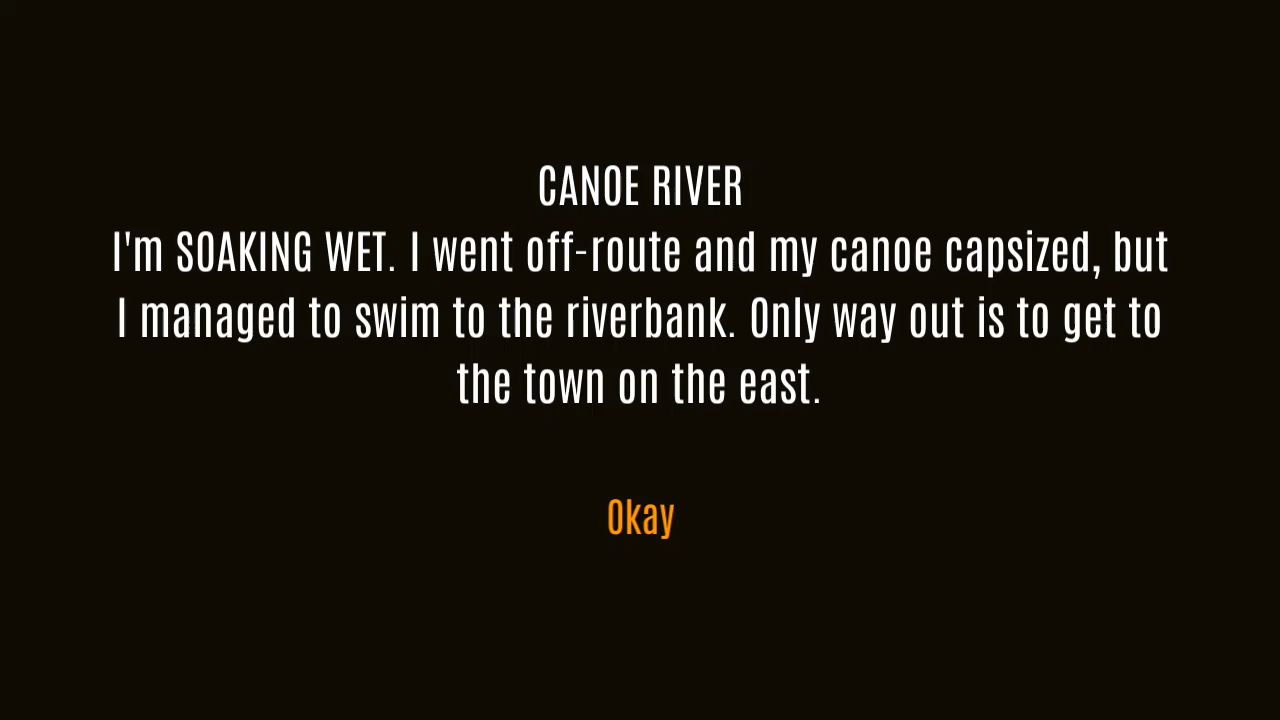 CANOE RIVER
I'm SOAKING WET. I went off-route and my canoe capsized, but
I managed to swim to the riverbank. Only way out is to get to
the town on the east.
Okay